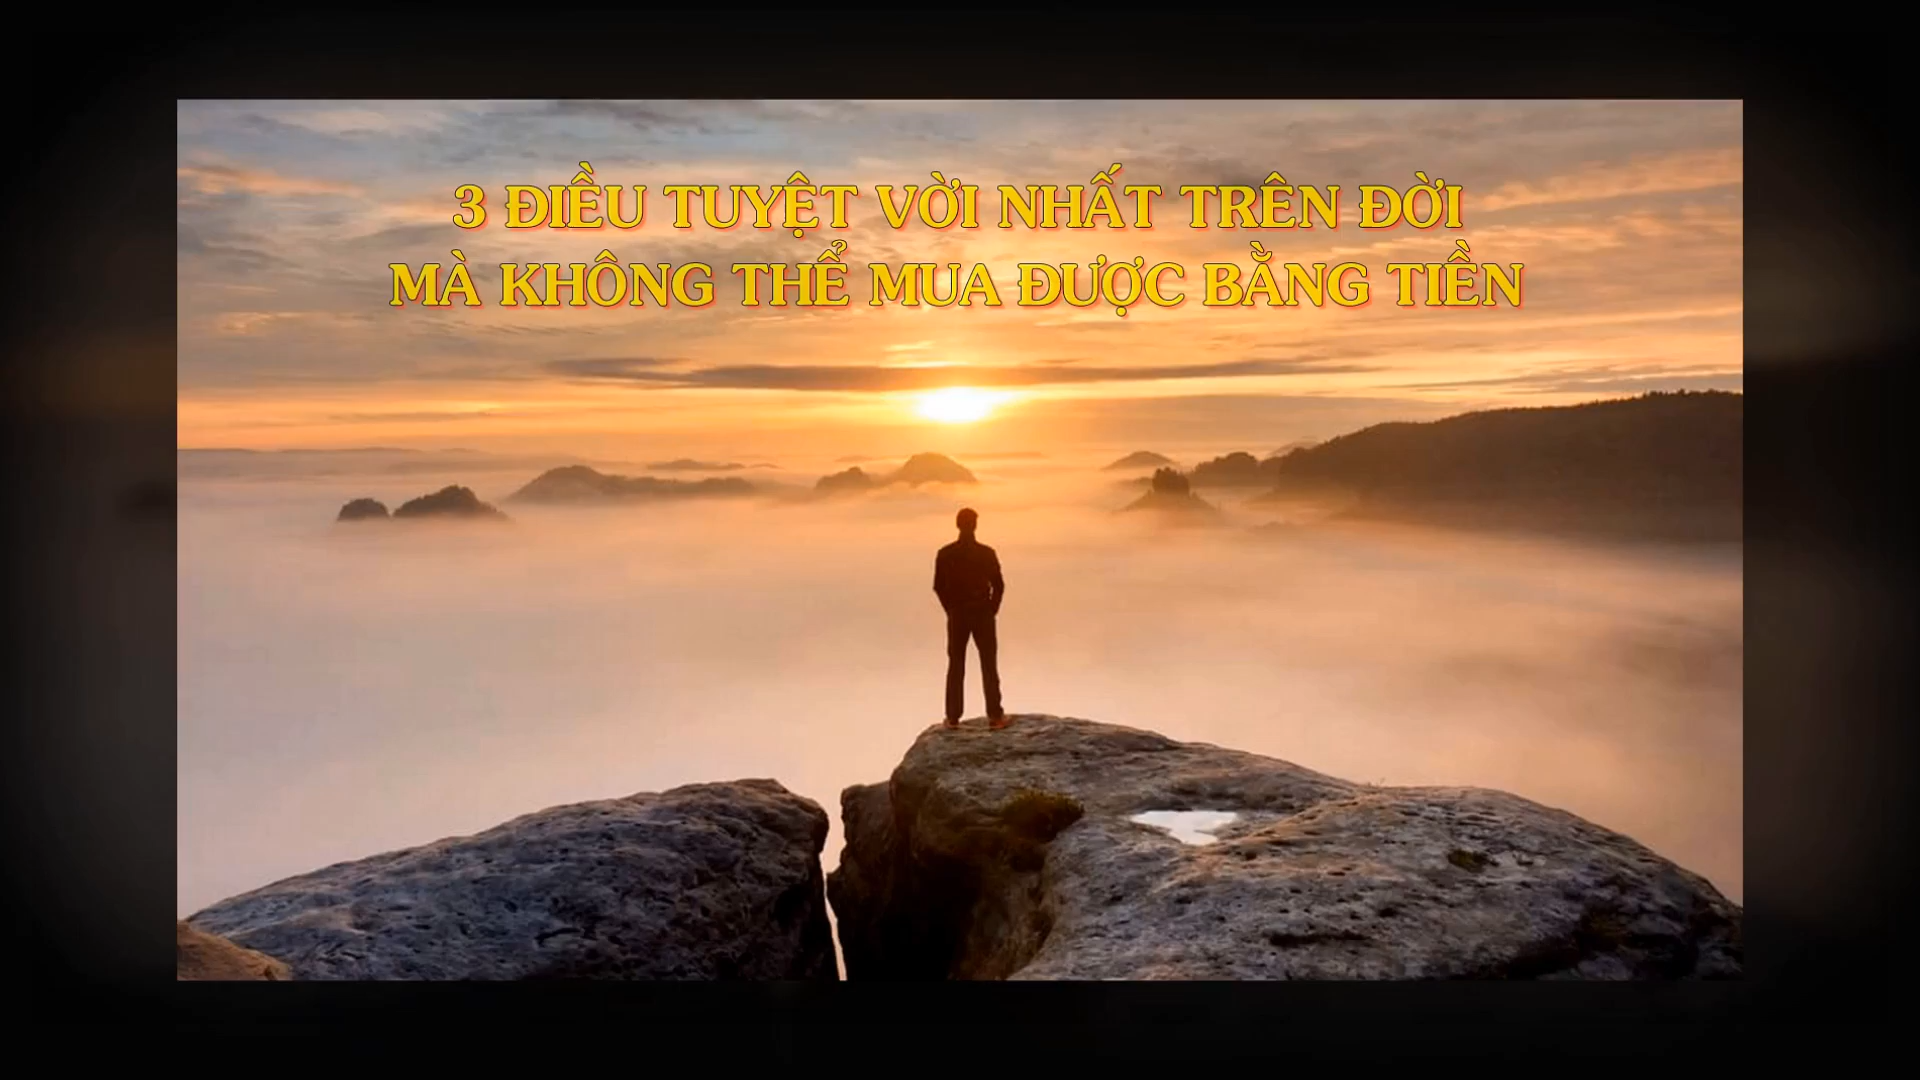 3 ĐIỀU TUYỆT VỜI NHẤT TRÊN ĐỜI
MÀ KHÔNG THỂ MUA ĐƯỢC BẰNG TIỀN